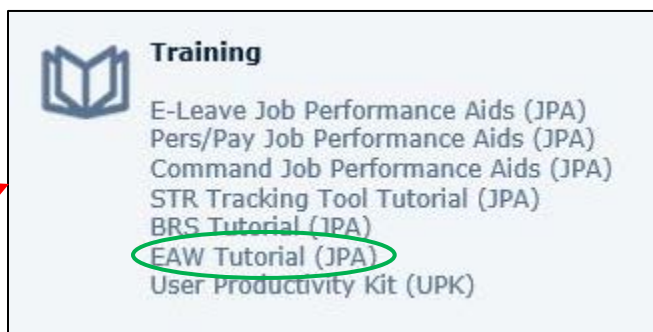 Training
E-Leave Job Performance Aids (JPA)
Pers/Pay Job Performance Aids (JPA)
Command Job Performance Aids (JPA)
STR Tracking Tool Tutorial (JPA)
BRS Tutorial (JPA)
EAW Tutorial (JPA)
User Productivity Kit (UPK)